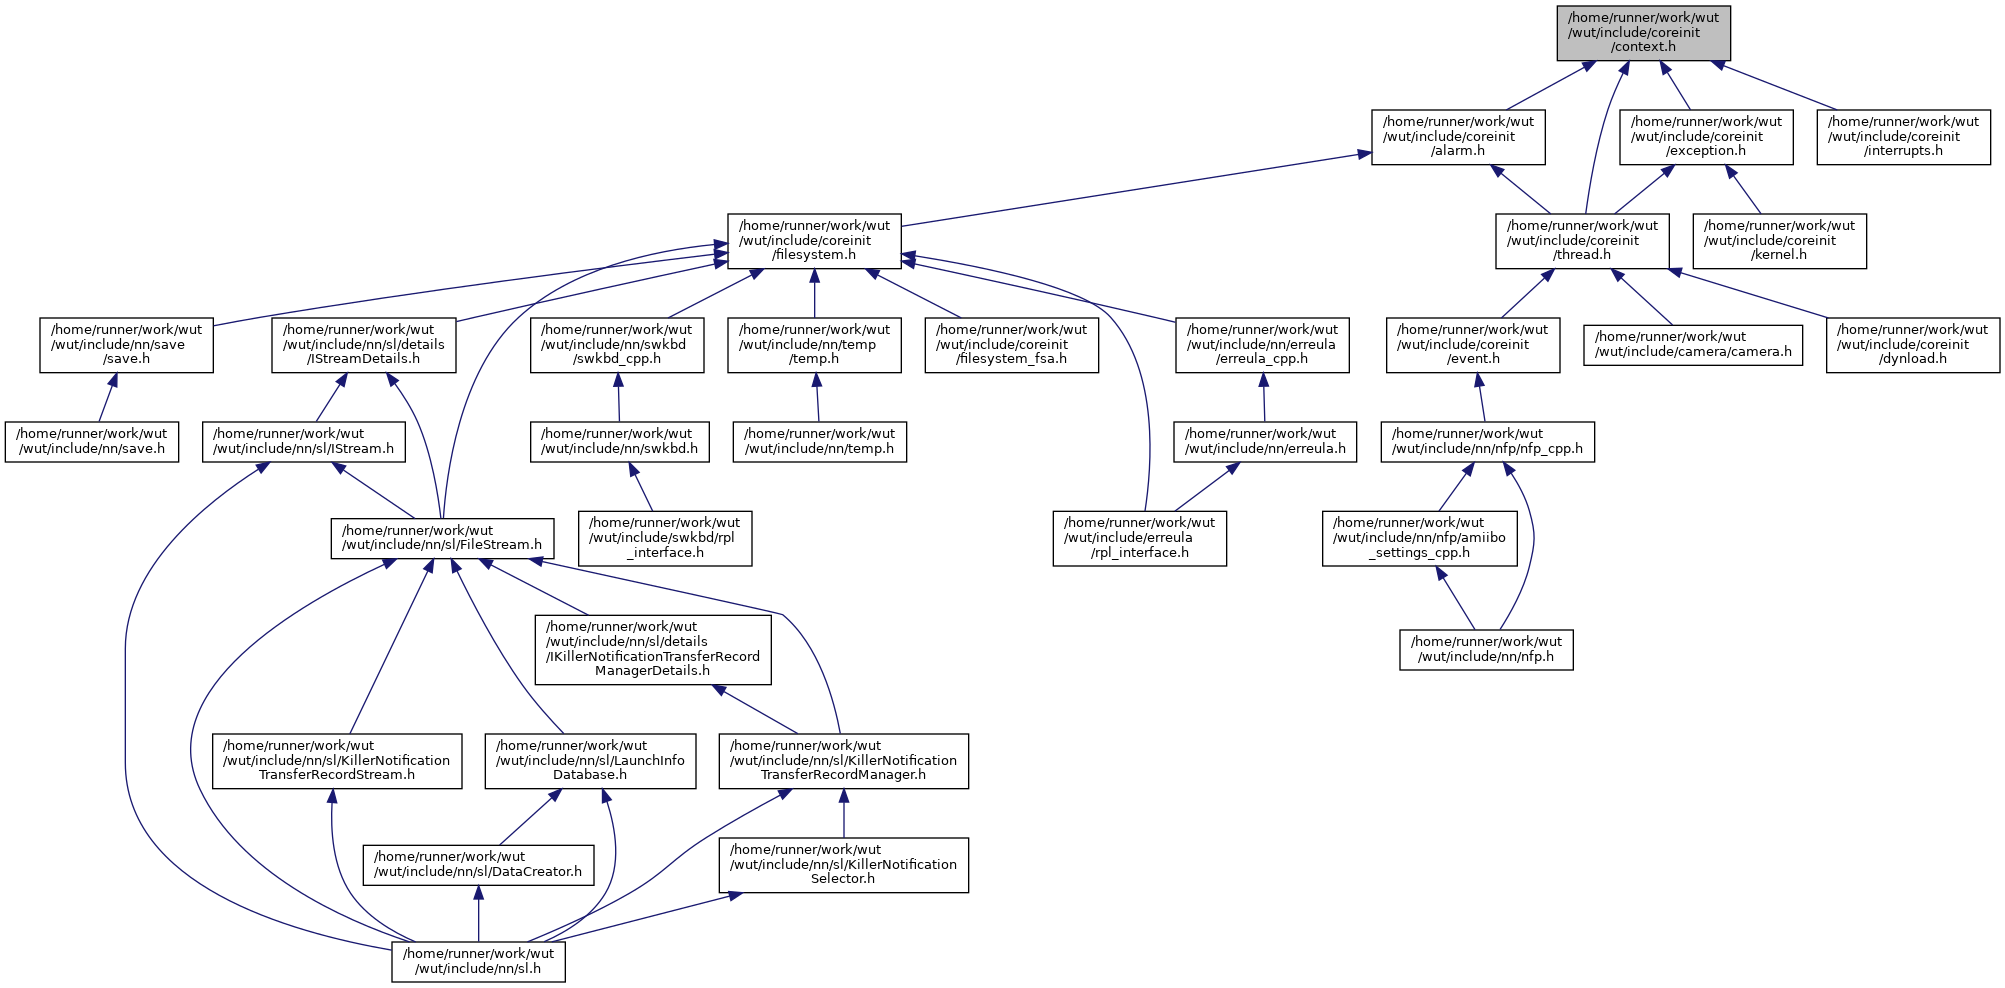 /home/runner/work/wut
/wut/include/coreinit
/context.h
/home/runner/work/wut
/wut/include/coreinit
/alarm.h
/home/runner/work/wut
/wut/include/coreinit
/exception.h
/home/runner/work/wut
/wut/include/coreinit
/interrupts.h
/home/runner/work/wut
/wut/include/coreinit
/filesystem.h
/home/runner/work/wut
/wut/include/coreinit
/thread.h
/home/runner/work/wut
/wut/include/coreinit
/kernel.h
/home/runner/work/wut
/wut/include/nn/save
/save.h
/home/runner/work/wut
/wut/include/nn/sl/details
/IStreamDetails.h
/home/runner/work/wut
/wut/include/nn/swkbd
/swkbd_cpp.h
/home/runner/work/wut
/wut/include/nn/temp
/temp.h
/home/runner/work/wut
/wut/include/coreinit
/filesystem_fsa.h
/home/runner/work/wut
/wut/include/nn/erreula
/erreula_cpp.h
/home/runner/work/wut
/wut/include/coreinit
/event.h
/home/runner/work/wut
/wut/include/camera/camera.h
/home/runner/work/wut
/wut/include/coreinit
/dynload.h
/home/runner/work/wut
/wut/include/nn/save.h
/home/runner/work/wut
/wut/include/nn/sl/IStream.h
/home/runner/work/wut
/wut/include/nn/swkbd.h
/home/runner/work/wut
/wut/include/nn/temp.h
/home/runner/work/wut
/wut/include/nn/erreula.h
/home/runner/work/wut
/wut/include/nn/nfp/nfp_cpp.h
/home/runner/work/wut
/wut/include/nn/sl/FileStream.h
/home/runner/work/wut
/wut/include/swkbd/rpl
_interface.h
/home/runner/work/wut
/wut/include/erreula
/rpl_interface.h
/home/runner/work/wut
/wut/include/nn/nfp/amiibo
_settings_cpp.h
/home/runner/work/wut
/wut/include/nn/sl/details
/IKillerNotificationTransferRecord
ManagerDetails.h
/home/runner/work/wut
/wut/include/nn/nfp.h
/home/runner/work/wut
/wut/include/nn/sl/KillerNotification
TransferRecordStream.h
/home/runner/work/wut
/wut/include/nn/sl/LaunchInfo
Database.h
/home/runner/work/wut
/wut/include/nn/sl/KillerNotification
TransferRecordManager.h
/home/runner/work/wut
/wut/include/nn/sl/DataCreator.h
/home/runner/work/wut
/wut/include/nn/sl/KillerNotification
Selector.h
/home/runner/work/wut
/wut/include/nn/sl.h